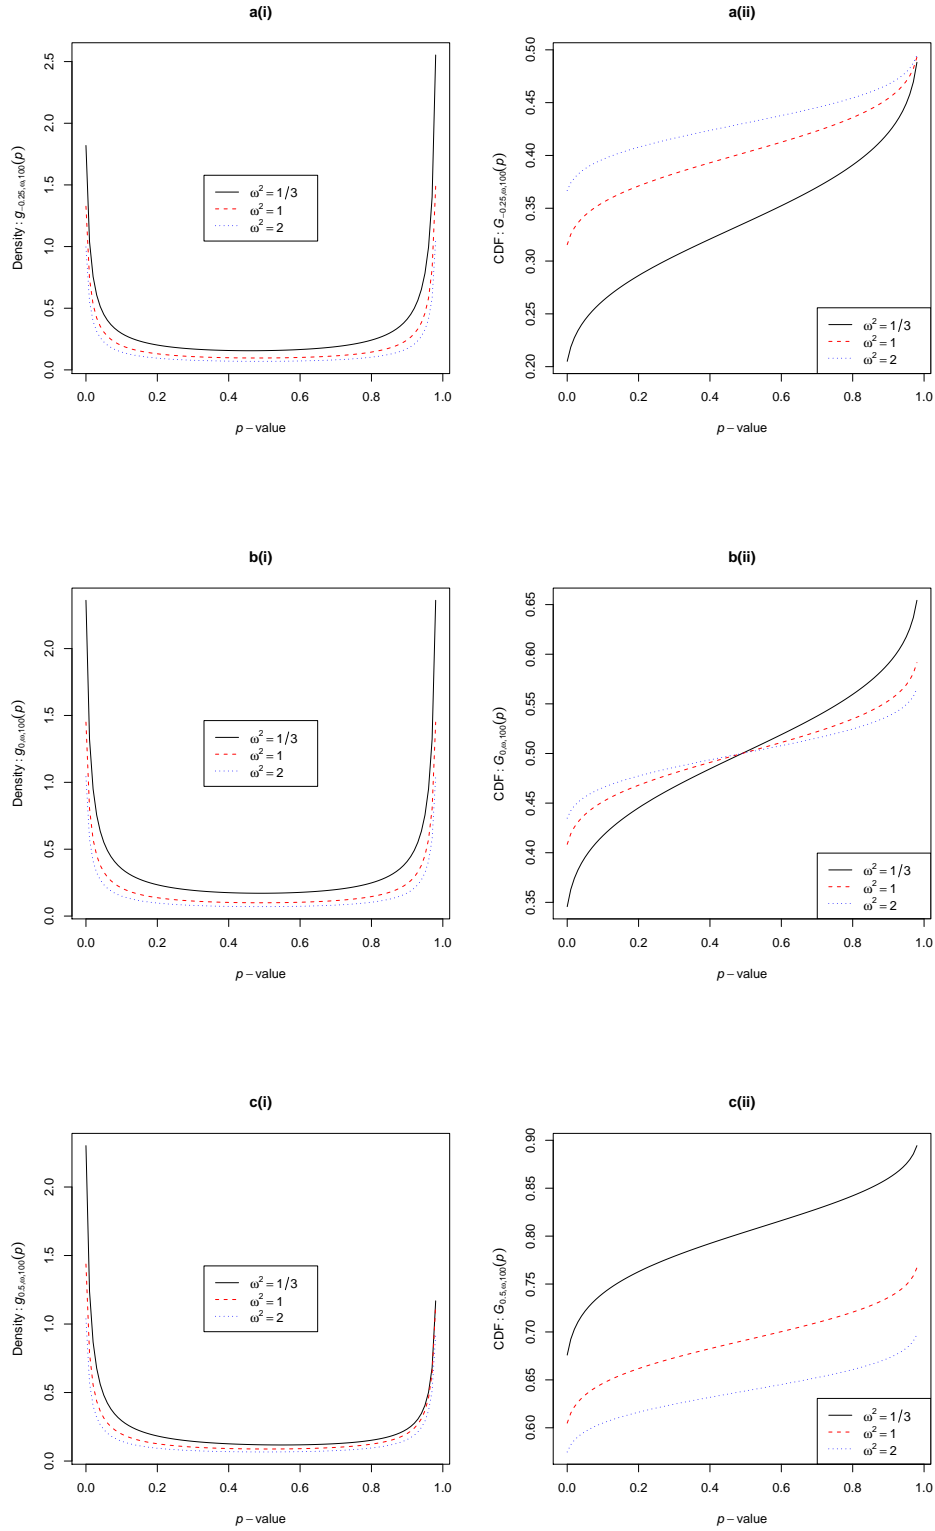 a(i)
Density : g₋₀.₂₅,ω,₁₀₀(p)
0.0 0.5 1.0 1.5 2.0 2.5
ω² = 1/3
ω² = 1
ω² = 2
0.0 0.2 0.4 0.6 0.8 1.0
p − value
a(ii)
CDF : G₋₀.₂₅,ω,₁₀₀(p)
0.20 0.25 0.30 0.35 0.40 0.45 0.50
ω² = 1/3
ω² = 1
ω² = 2
0.0 0.2 0.4 0.6 0.8 1.0
p − value
b(i)
Density : g₀,ω,₁₀₀(p)
0.0 0.5 1.0 1.5 2.0
ω² = 1/3
ω² = 1
ω² = 2
0.0 0.2 0.4 0.6 0.8 1.0
p − value
b(ii)
CDF : G₀,ω,₁₀₀(p)
0.35 0.40 0.45 0.50 0.55 0.60 0.65
ω² = 1/3
ω² = 1
ω² = 2
0.0 0.2 0.4 0.6 0.8 1.0
p − value
c(i)
Density : g₀.₅,ω,₁₀₀(p)
0.0 0.5 1.0 1.5 2.0
ω² = 1/3
ω² = 1
ω² = 2
0.0 0.2 0.4 0.6 0.8 1.0
p − value
c(ii)
CDF : G₀.₅,ω,₁₀₀(p)
0.60 0.65 0.70 0.75 0.80 0.85 0.90
ω² = 1/3
ω² = 1
ω² = 2
0.0 0.2 0.4 0.6 0.8 1.0
p − value